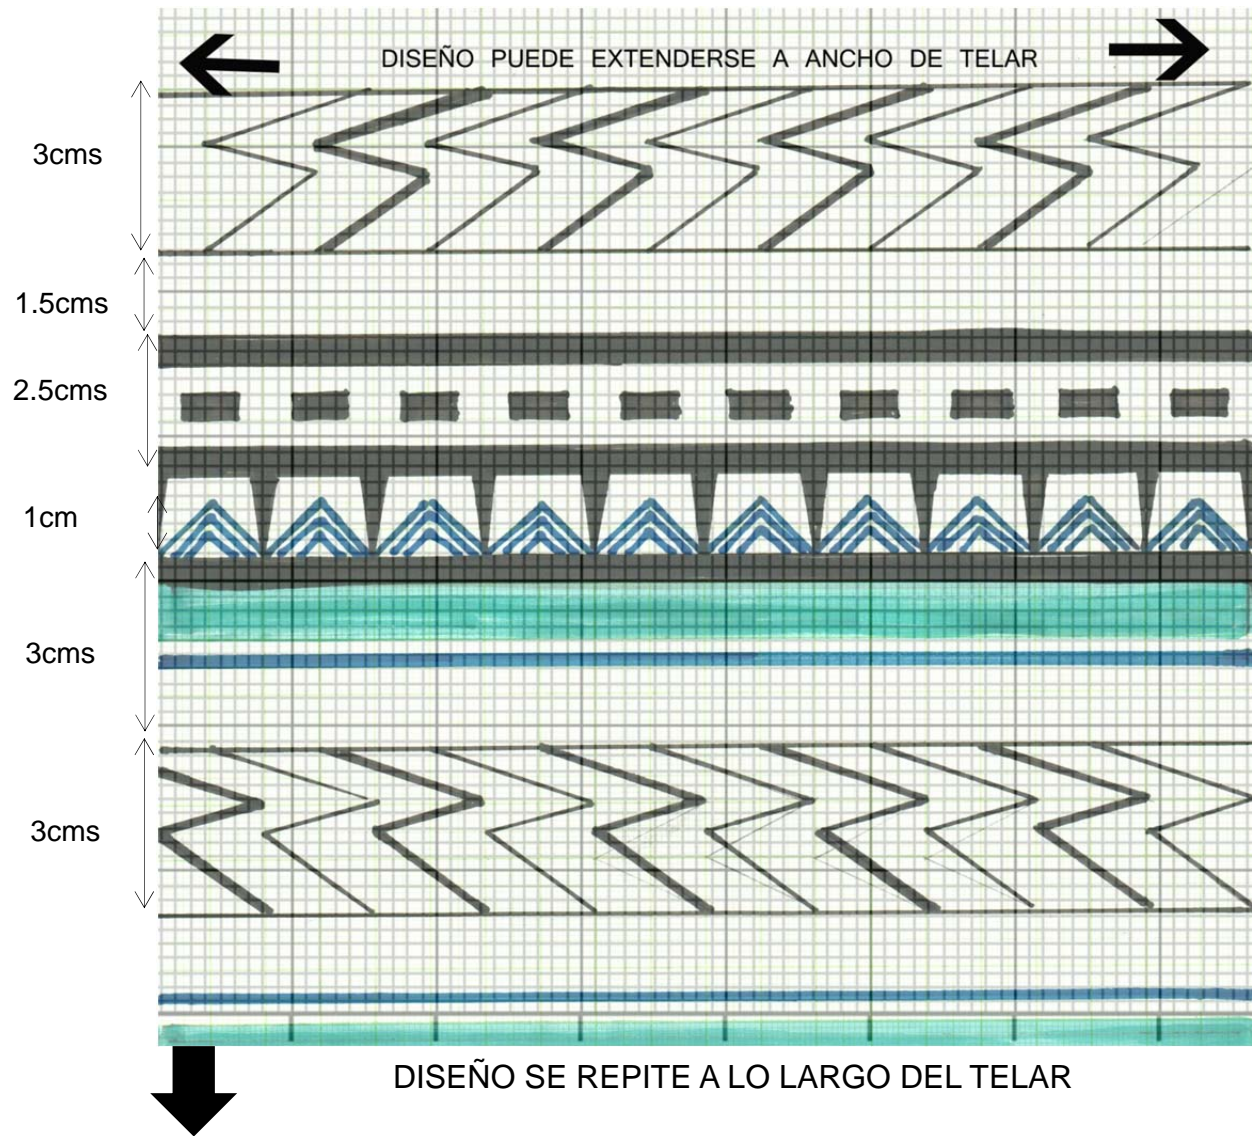 DISEÑO PUEDE EXTENDERSE A ANCHO DE TELAR
3cms
1.5cms
2.5cms
1cm
3cms
3cms
DISEÑO SE REPITE A LO LARGO DEL TELAR